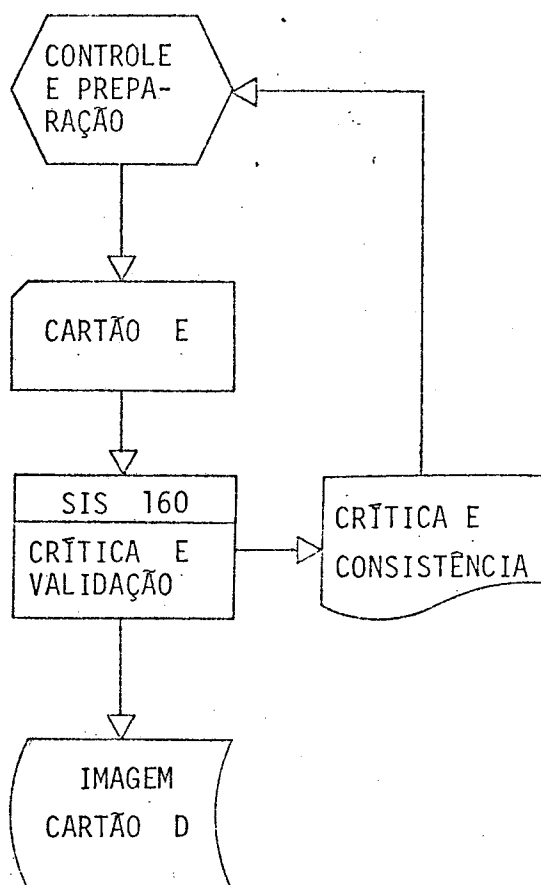 CONTROLE
E PREPA-
RAÇÃO
CARTÃO E
SIS 160
CRÍTICA E
VALIDAÇÃO
CRÍTICA E
CONSISTÊNCIA
IMAGEM
CARTÃO D